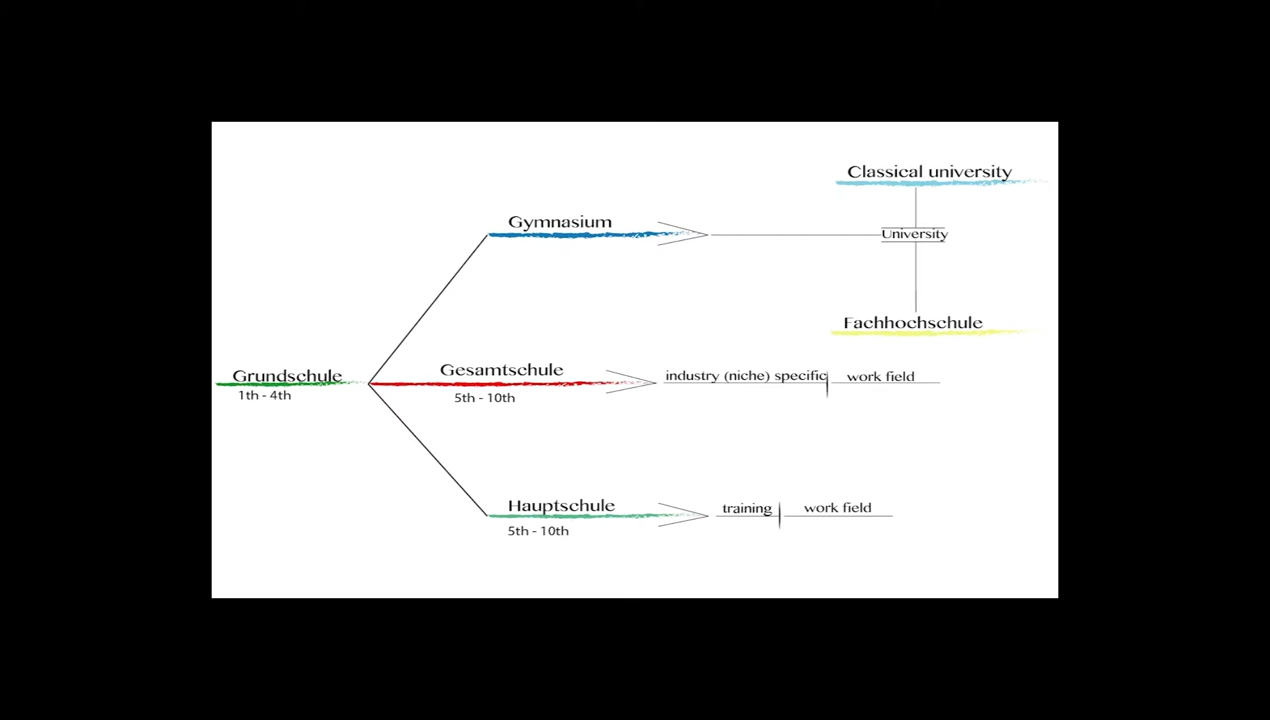 Classical university
Gymnasium
University
Fachhochschule
Grundschule
1th - 4th
Gesamtschule
5th - 10th
industry (niche) specific
work field
Hauptschule
5th - 10th
training
work field